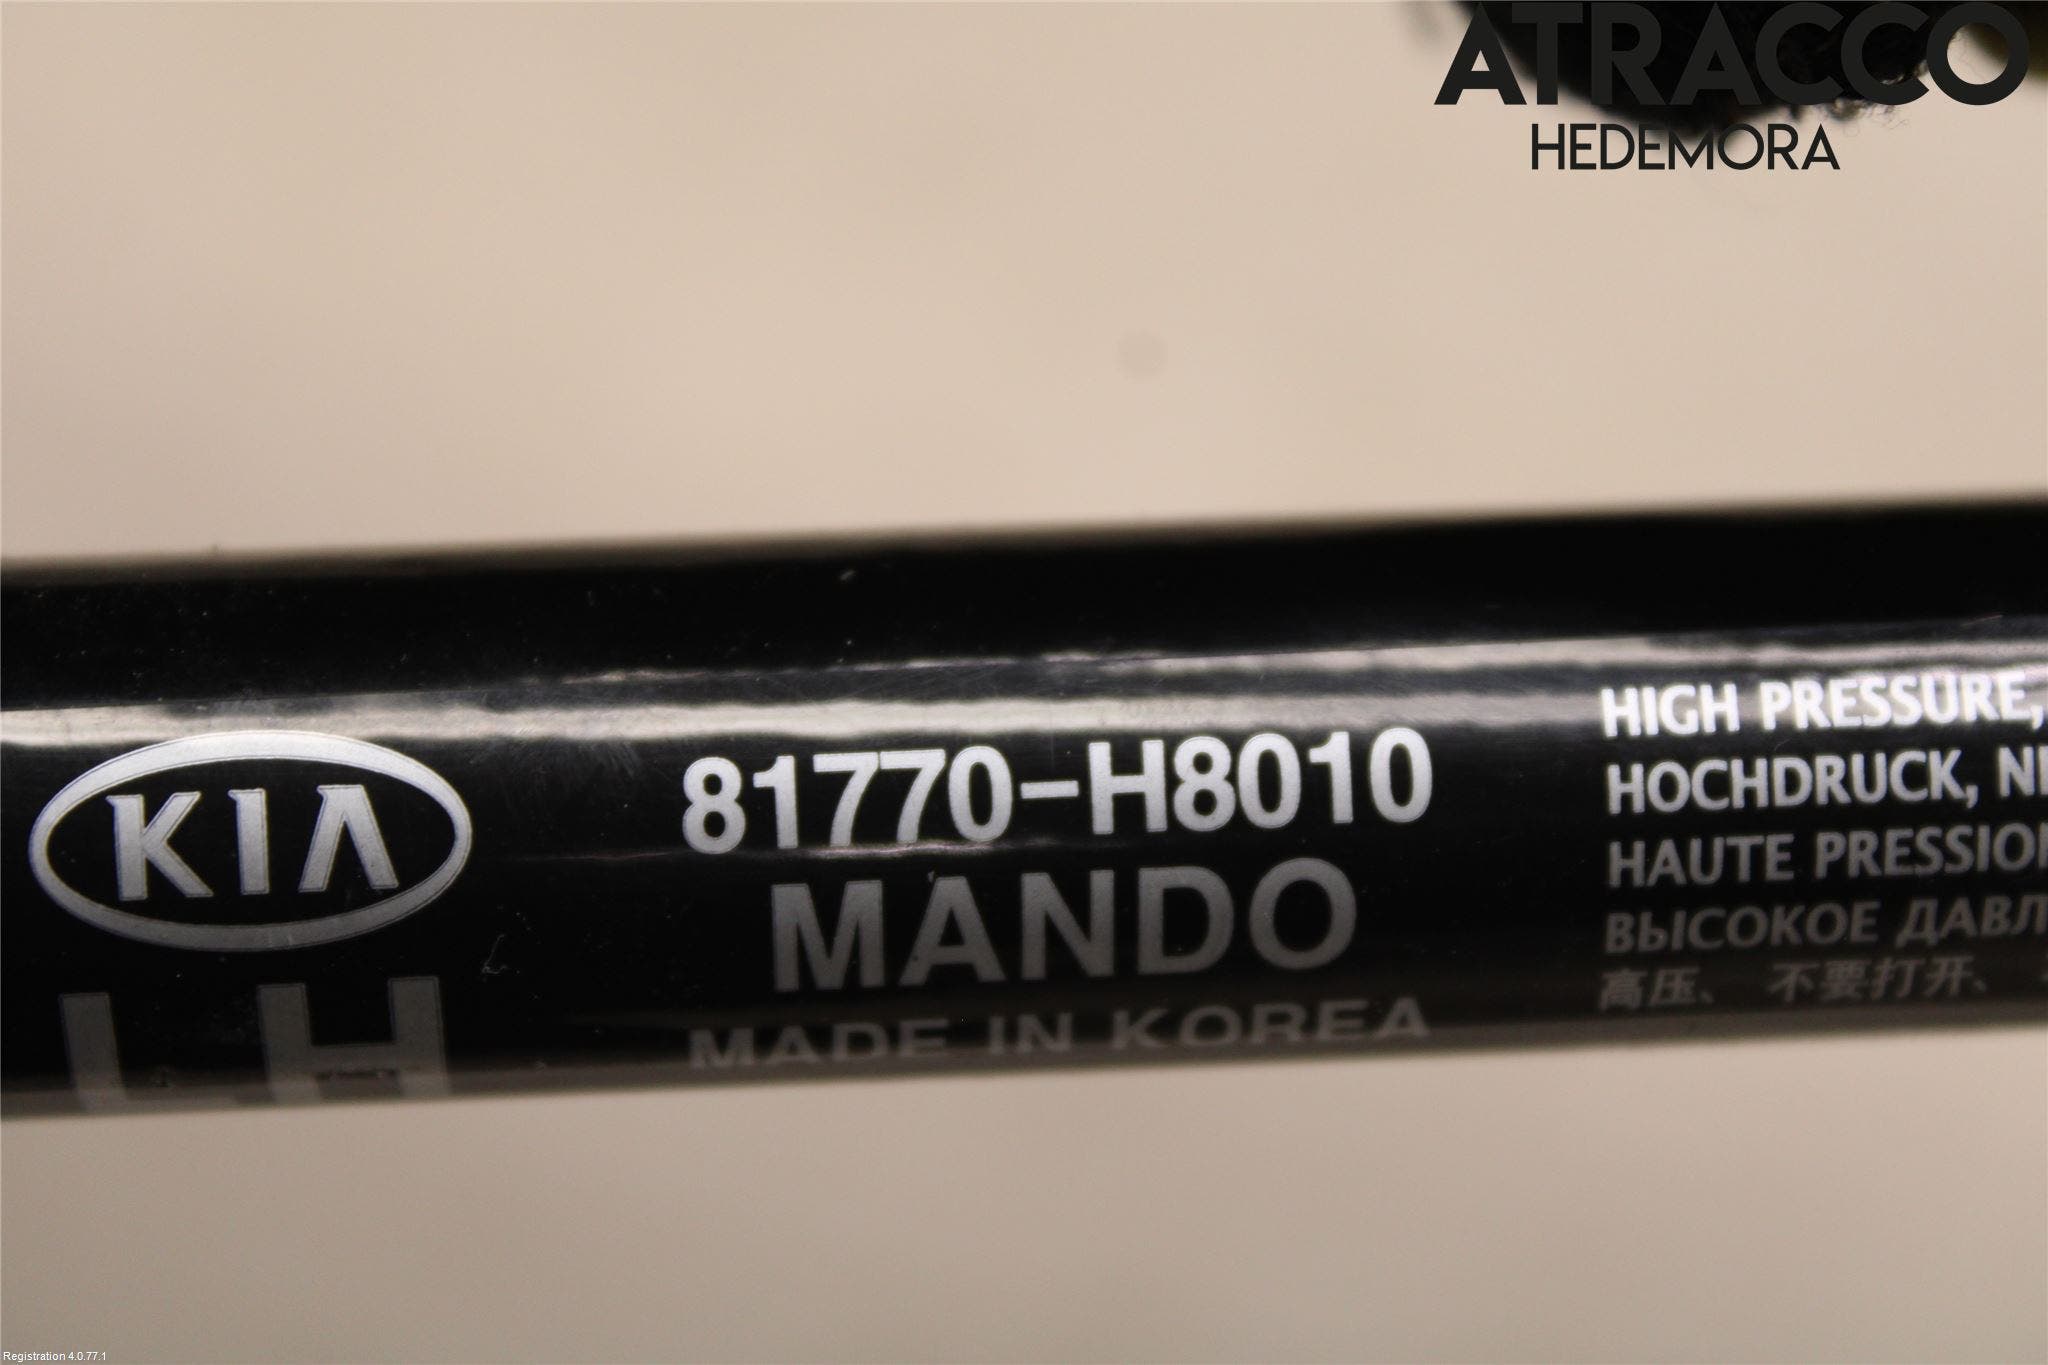 ATRACCO
HEDEMORA
KIA
LH
81770-H8010
MANDO
MADE IN KOREA
HIGH PRESSURE,
HOCHDRUCK,
HAUTE
ВЫСОКОЕ
高压、不要打开、
Registration 4.0.77.1